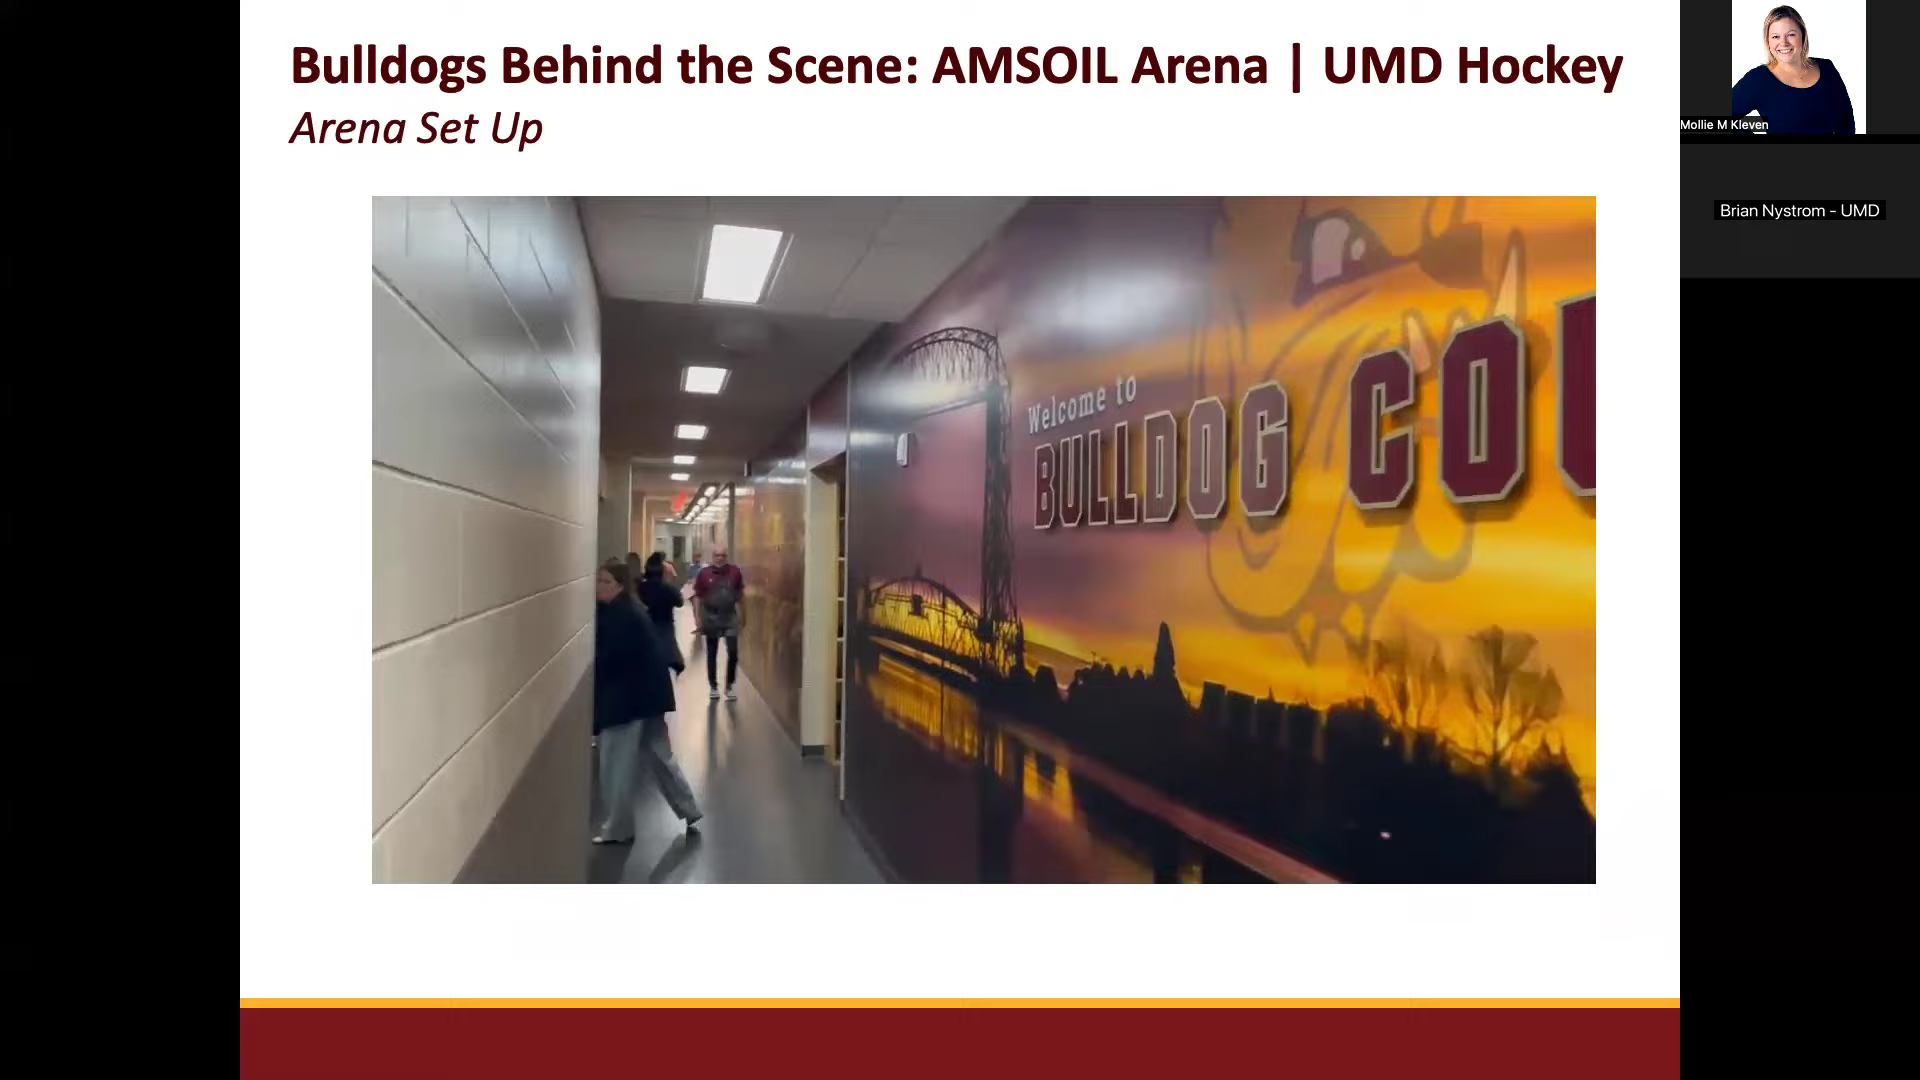 Bulldogs Behind the Scene: AMSOIL Arena | UMD Hockey
Arena Set Up
Welcome to
BULLDOG CO
Mollie M Kleven
Brian Nystrom - UMD